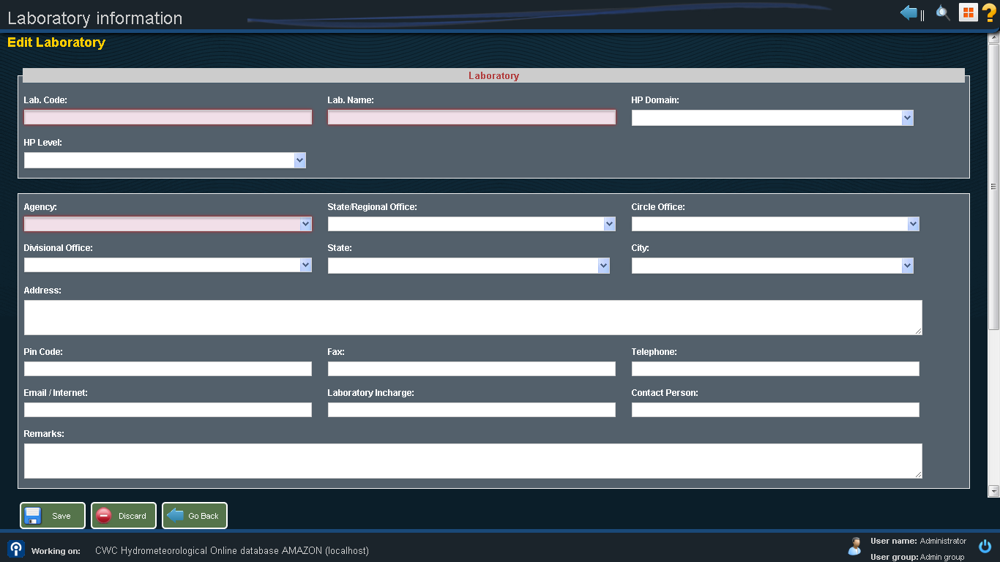 Laboratory information
Edit Laboratory
Laboratory
Lab. Code: Lab. Name: HP Domain:
HP Level:
Agency: State/Regional Office: Circle Office:
Divisional Office: State: City:
Address:
Pin Code: Fax: Telephone:
Email / Internet: Laboratory Incharge: Contact Person:
Remarks:
Save Discard Go Back
Working on: CWC Hydrometeorological Online database AMAZON (localhost)
User name: Administrator
User group: Admin group